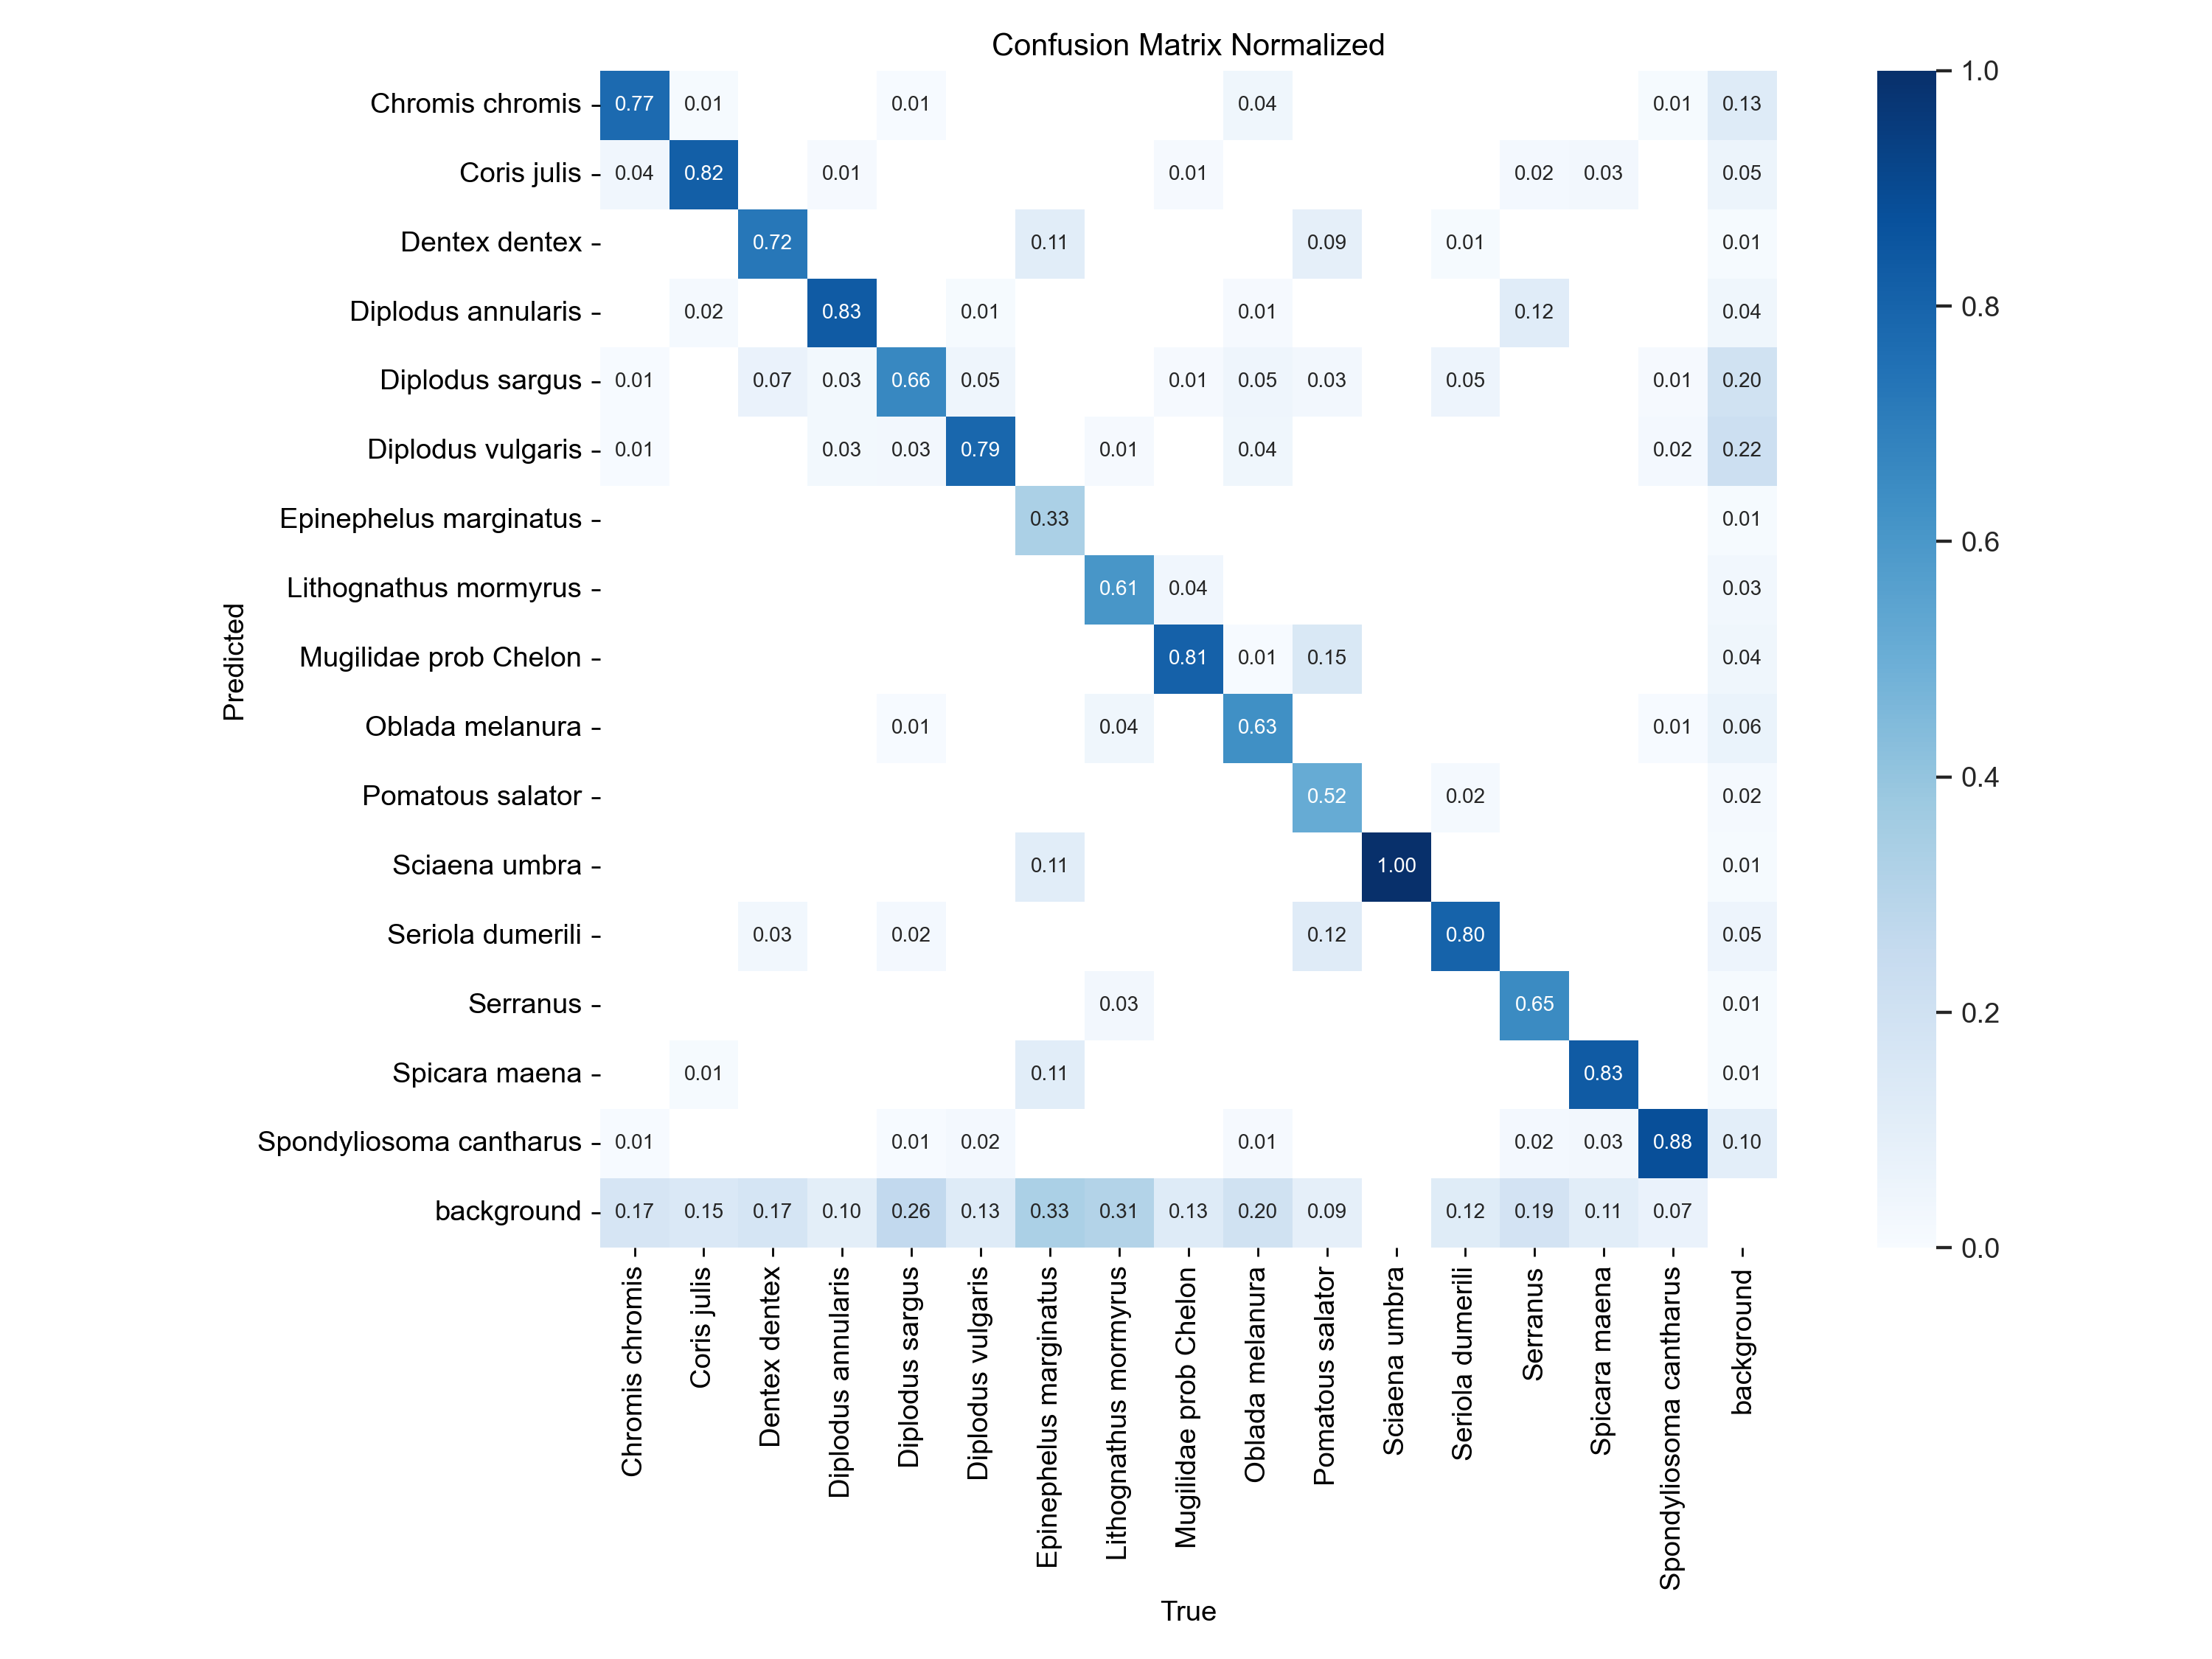 Confusion Matrix Normalized
Chromis chromis 0.77 0.01 0.01 0.04 0.01 0.13
Coris julis 0.04 0.82 0.01 0.01 0.02 0.03 0.05
Dentex dentex 0.72 0.11 0.09 0.01 0.01
Diplodus annularis 0.02 0.83 0.01 0.01 0.12 0.04
Diplodus sargus 0.01 0.07 0.03 0.66 0.05 0.01 0.05 0.03 0.05 0.01 0.20
Diplodus vulgaris 0.01 0.03 0.03 0.79 0.01 0.04 0.02 0.22
Epinephelus marginatus 0.33 0.01
Lithognathus mormyrus 0.61 0.04 0.03
Mugilidae prob Chelon 0.81 0.01 0.15 0.04
Oblada melanura 0.01 0.04 0.63 0.01 0.06
Pomatous salator 0.52 0.02 0.02
Sciaena umbra 0.11 1.00 0.01
Seriola dumerili 0.03 0.02 0.12 0.80 0.05
Serranus 0.03 0.65 0.01
Spicara maena 0.01 0.11 0.83 0.01
Spondyliosoma cantharus 0.01 0.01 0.02 0.01 0.02 0.03 0.88 0.10
background 0.17 0.15 0.17 0.10 0.26 0.13 0.33 0.31 0.13 0.20 0.09 0.12 0.19 0.11 0.07
Predicted
Chromis chromis
Coris julis
Dentex dentex
Diplodus annularis
Diplodus sargus
Diplodus vulgaris
Epinephelus marginatus
Lithognathus mormyrus
Mugilidae prob Chelon
Oblada melanura
Pomatous salator
Sciaena umbra
Seriola dumerili
Serranus
Spicara maena
Spondyliosoma cantharus
background
True
1.0
0.8
0.6
0.4
0.2
0.0